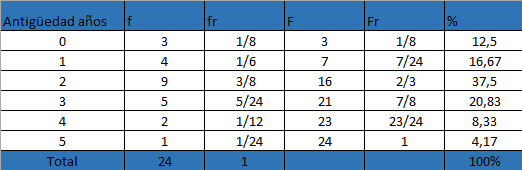 Antigüedad años f fr F Fr %
0 3 1/8 3 1/8 12,5
1 4 1/6 7 7/24 16,67
2 9 3/8 16 2/3 37,5
3 5 5/24 21 7/8 20,83
4 2 1/12 23 23/24 8,33
5 1 1/24 24 1 4,17
Total 24 1 100%